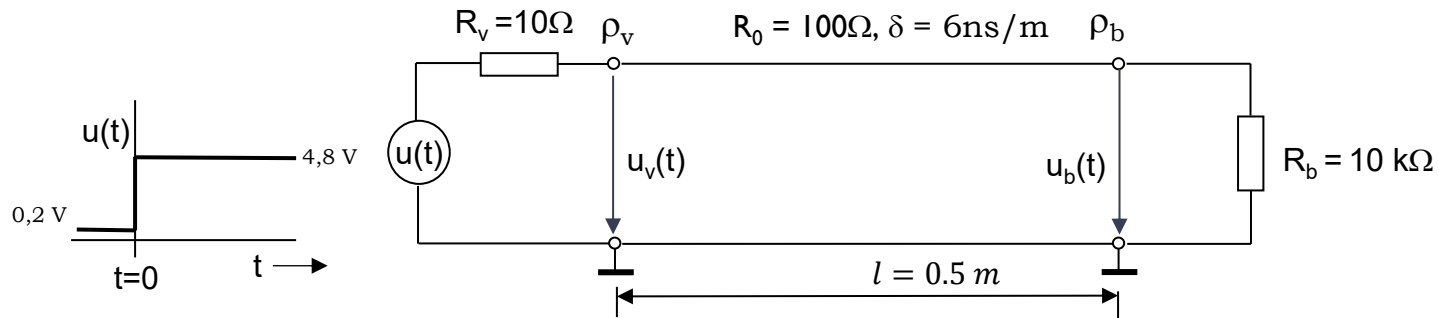 R_v =10Ω ρ_v R_0 = 100Ω, δ = 6ns/m ρ_b
u(t) 4,8 V
0,2 V
t=0 t
u(t) u_v(t) u_b(t) R_b = 10 kΩ
l = 0.5 m